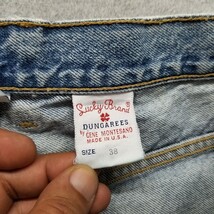 Lucky Brand
DUNGAREES
by GENE MONTESANO
MADE IN U.S.A.
SIZE 38